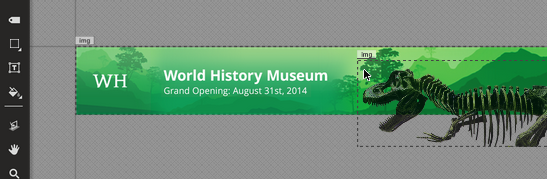 img
img
WH
World History Museum
Grand Opening: August 31st, 2014
T